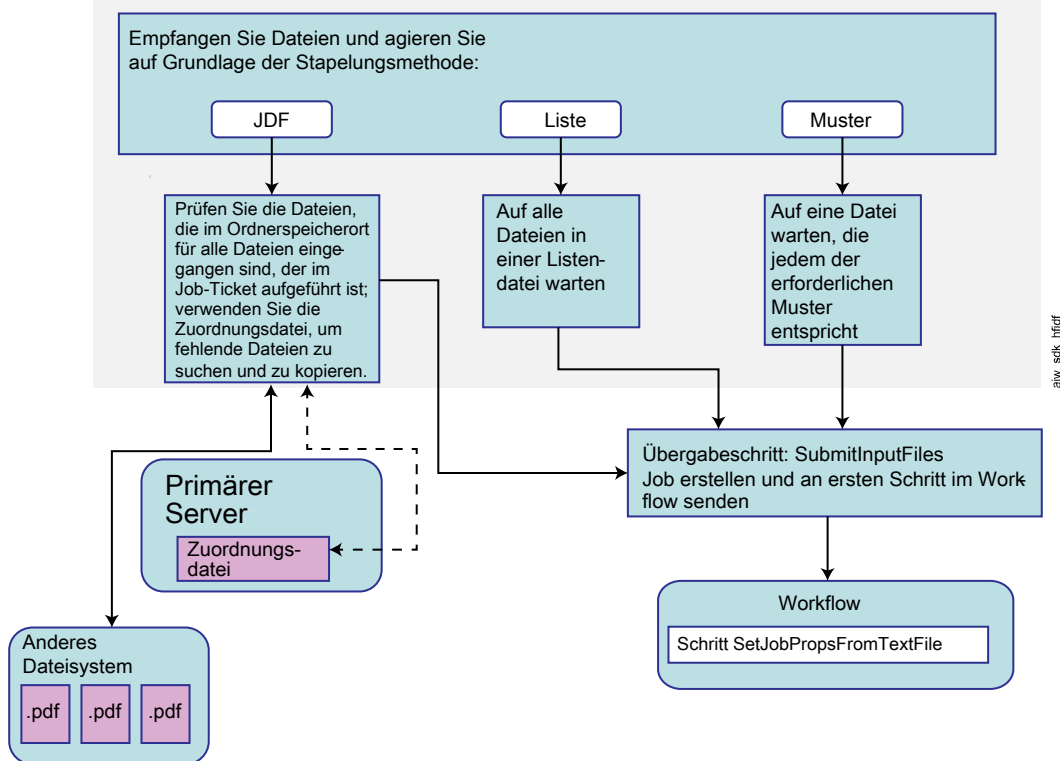 Empfangen Sie Dateien und agieren Sie
auf Grundlage der Stapelungsmethode:
JDF
Liste
Muster
Prüfen Sie die Dateien,
die im Ordnerspeicherort
für alle Dateien einge-
gangen sind, der im
Job-Ticket aufgeführt ist;
verwenden Sie die
Zuordnungsdatei, um
fehlende Dateien zu
suchen und zu kopieren.
Auf alle
Dateien in
einer Listen-
datei warten
Auf eine Datei
warten, die
jedem der
erforderlichen
Muster
entspricht
aiw_sdk_hfidf
Übergabeschritt: SubmitInputFiles
Job erstellen und an ersten Schritt im Work-
flow senden
Primärer
Server
Zuordnungs-
datei
Workflow
Schritt SetJobPropsFromTextFile
Anderes
Dateisystem
.pdf
.pdf
.pdf